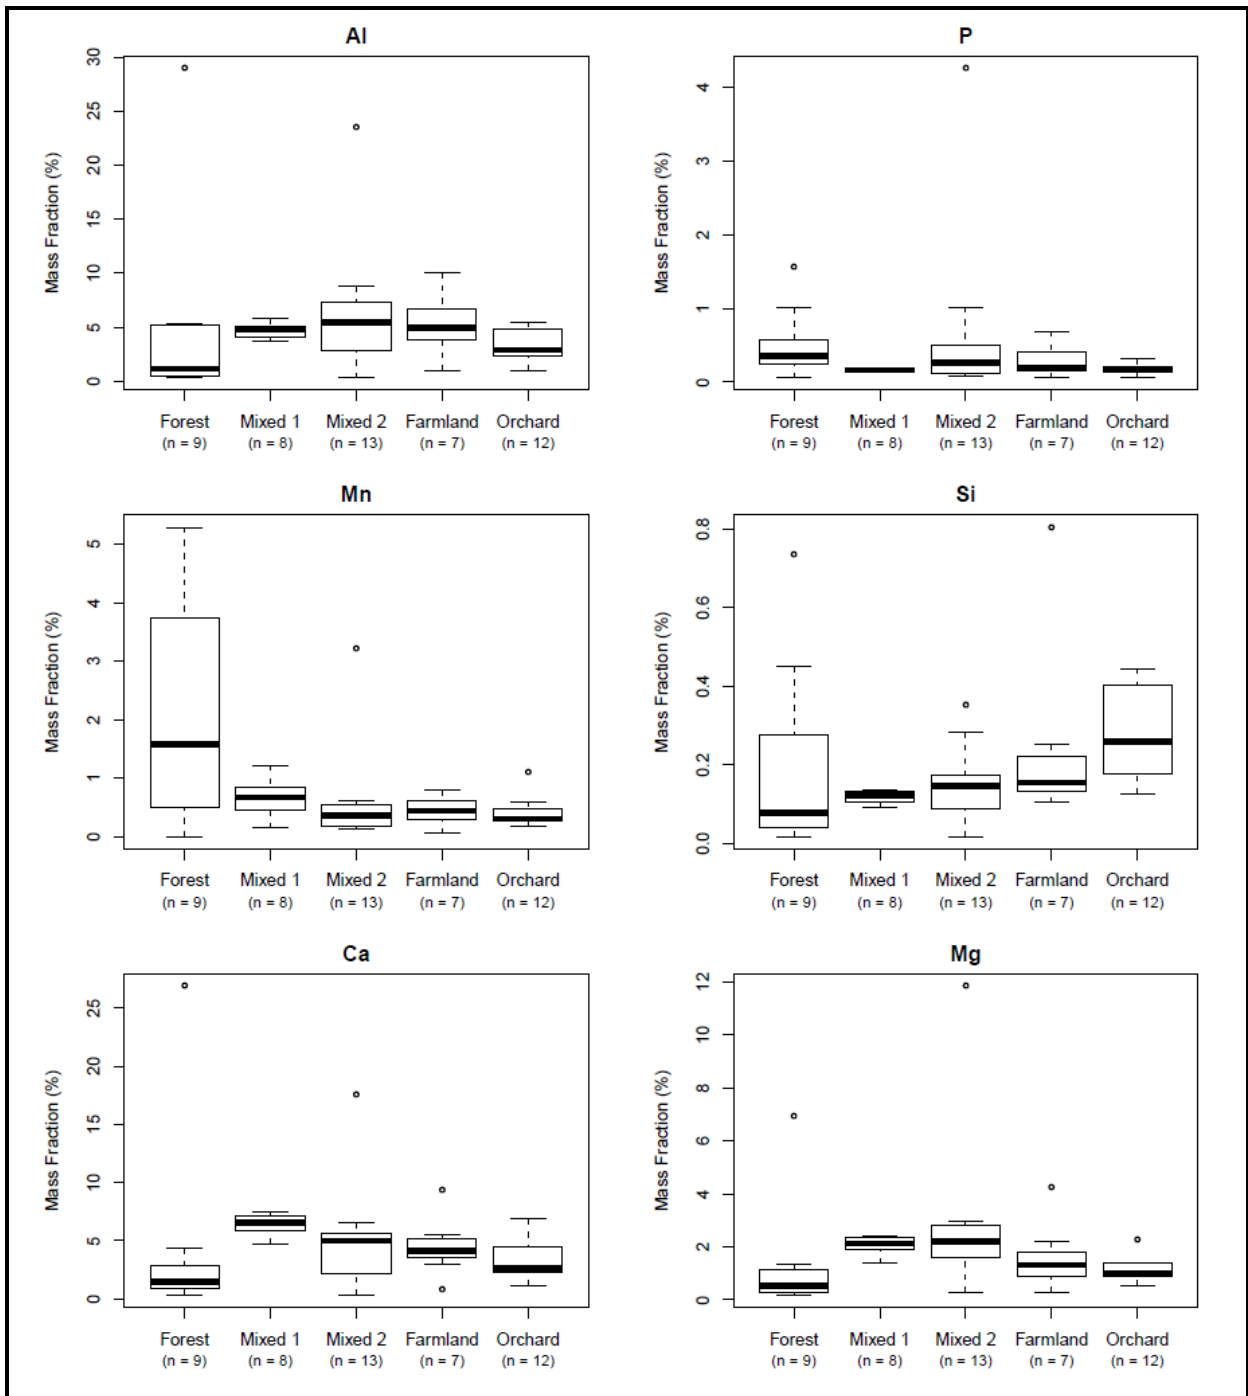 Al
Mass Fraction (%)
30
25
20
15
10
5
0
Forest Mixed 1 Mixed 2 Farmland Orchard
(n = 9) (n = 8) (n = 13) (n = 7) (n = 12)
P
Mass Fraction (%)
4
3
2
1
0
Forest Mixed 1 Mixed 2 Farmland Orchard
(n = 9) (n = 8) (n = 13) (n = 7) (n = 12)
Mn
Mass Fraction (%)
5
4
3
2
1
0
Forest Mixed 1 Mixed 2 Farmland Orchard
(n = 9) (n = 8) (n = 13) (n = 7) (n = 12)
Si
Mass Fraction (%)
0.8
0.6
0.4
0.2
0.0
Forest Mixed 1 Mixed 2 Farmland Orchard
(n = 9) (n = 8) (n = 13) (n = 7) (n = 12)
Ca
Mass Fraction (%)
25
20
15
10
5
0
Forest Mixed 1 Mixed 2 Farmland Orchard
(n = 9) (n = 8) (n = 13) (n = 7) (n = 12)
Mg
Mass Fraction (%)
12
10
8
6
4
2
0
Forest Mixed 1 Mixed 2 Farmland Orchard
(n = 9) (n = 8) (n = 13) (n = 7) (n = 12)